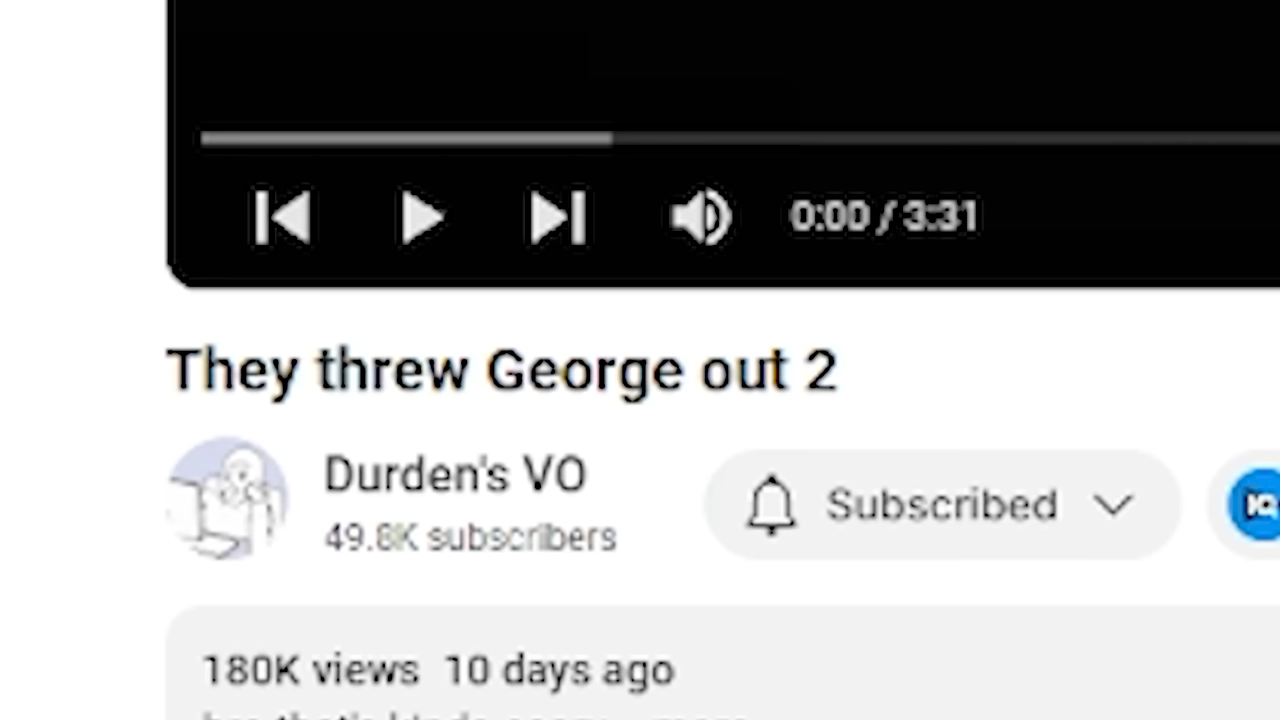 0:00 / 3:31
They threw George out 2
Durden's VO
49.8K subscribers
Subscribed
180K views 10 days ago